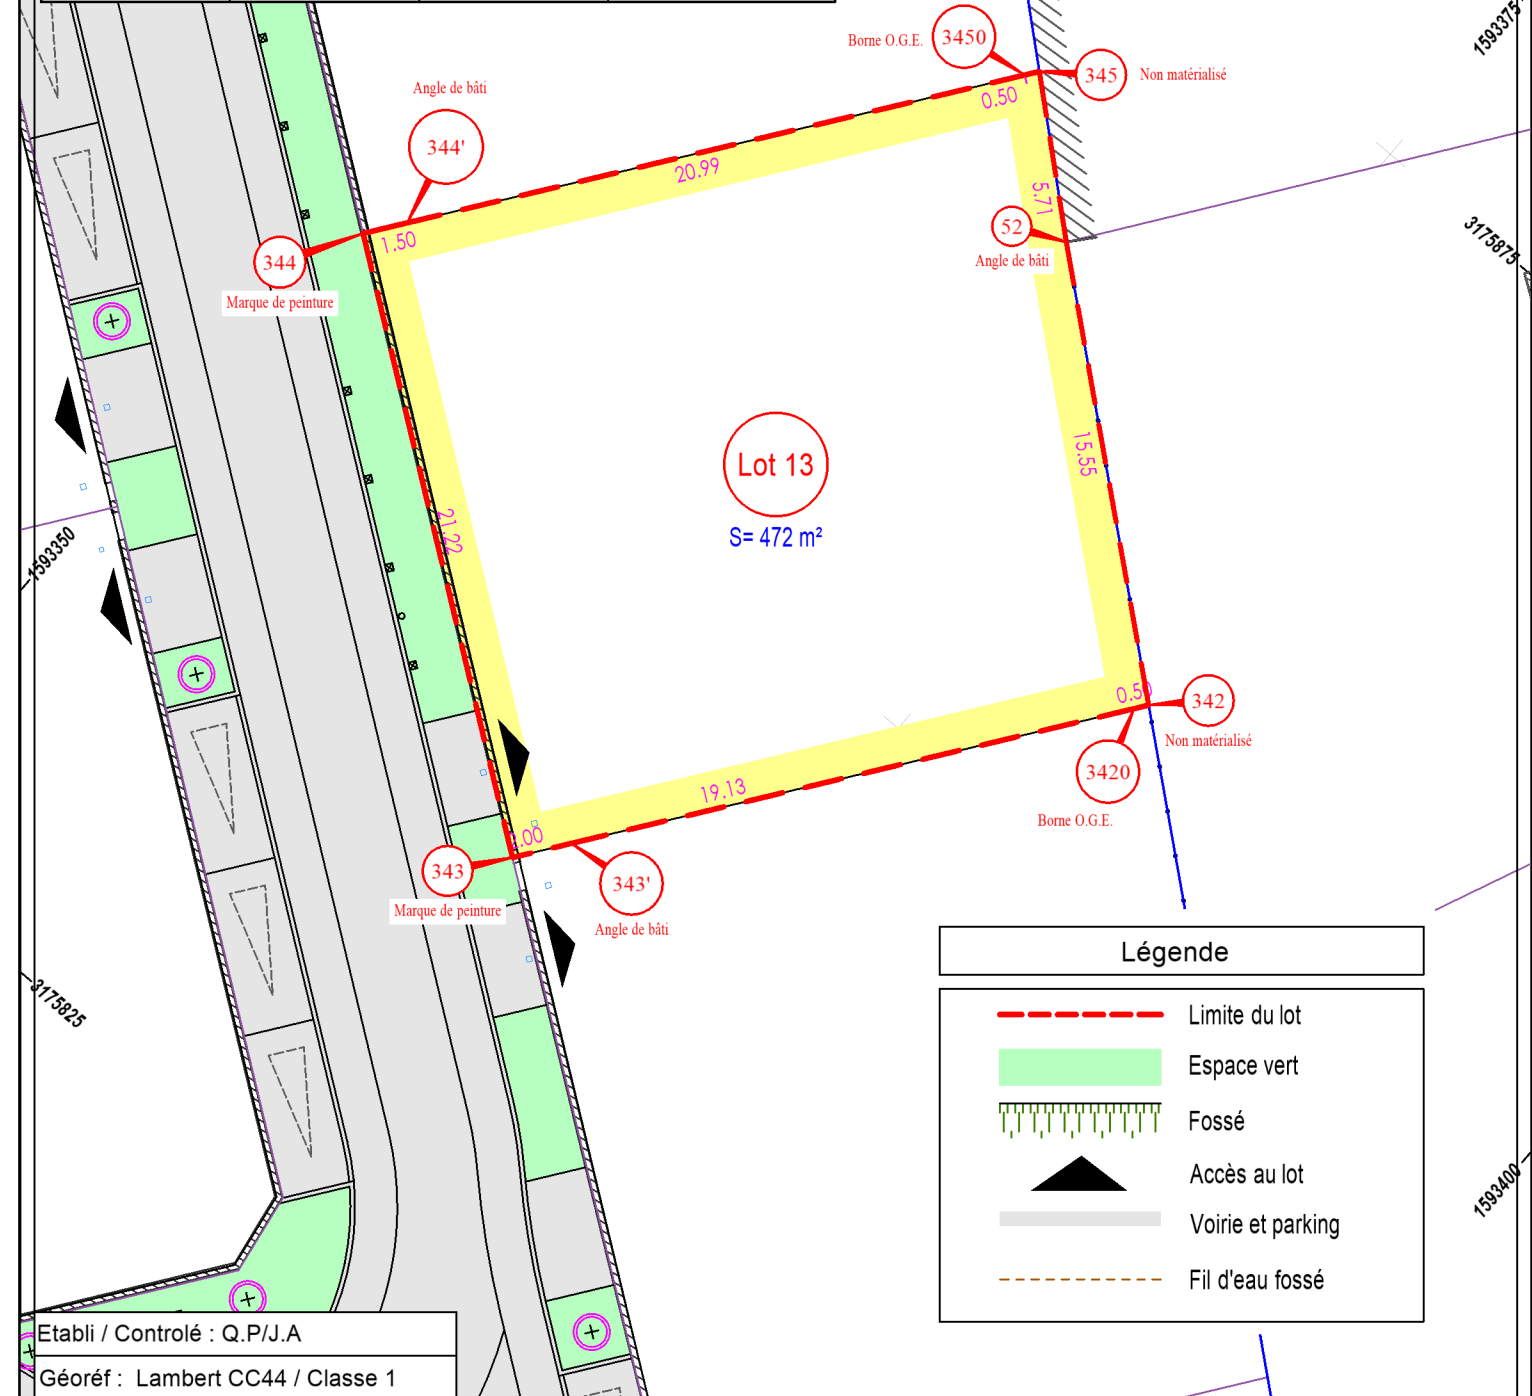 1593375
Borne O.G.E.
3450
345
Non matérialisé
Angle de bâti
0.50
344'
20.99
5.71
52
Angle de bâti
3175875
1.50
344
Marque de peinture
Lot 13
S= 472 m²
15.55
21.22
1593350
0.50
342
Non matérialisé
3420
Borne O.G.E.
19.13
.00
343
Marque de peinture
343'
Angle de bâti
3175825
1593400
Légende
Limite du lot
Espace vert
Fossé
Accès au lot
Voirie et parking
Fil d'eau fossé
Etabli / Controlé : Q.P/J.A
Géoréf : Lambert CC44 / Classe 1